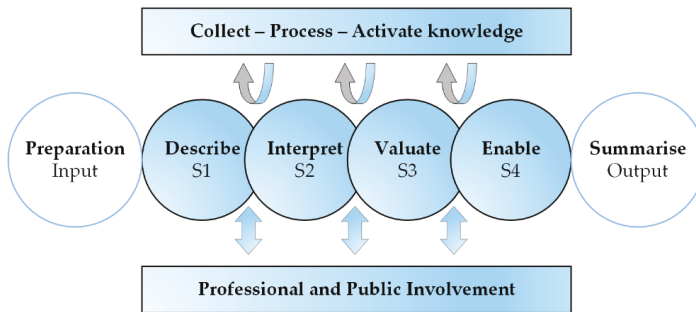 Collect – Process – Activate knowledge
Preparation
Input
Describe
S1
Interpret
S2
Valuate
S3
Enable
S4
Summarise
Output
Professional and Public Involvement